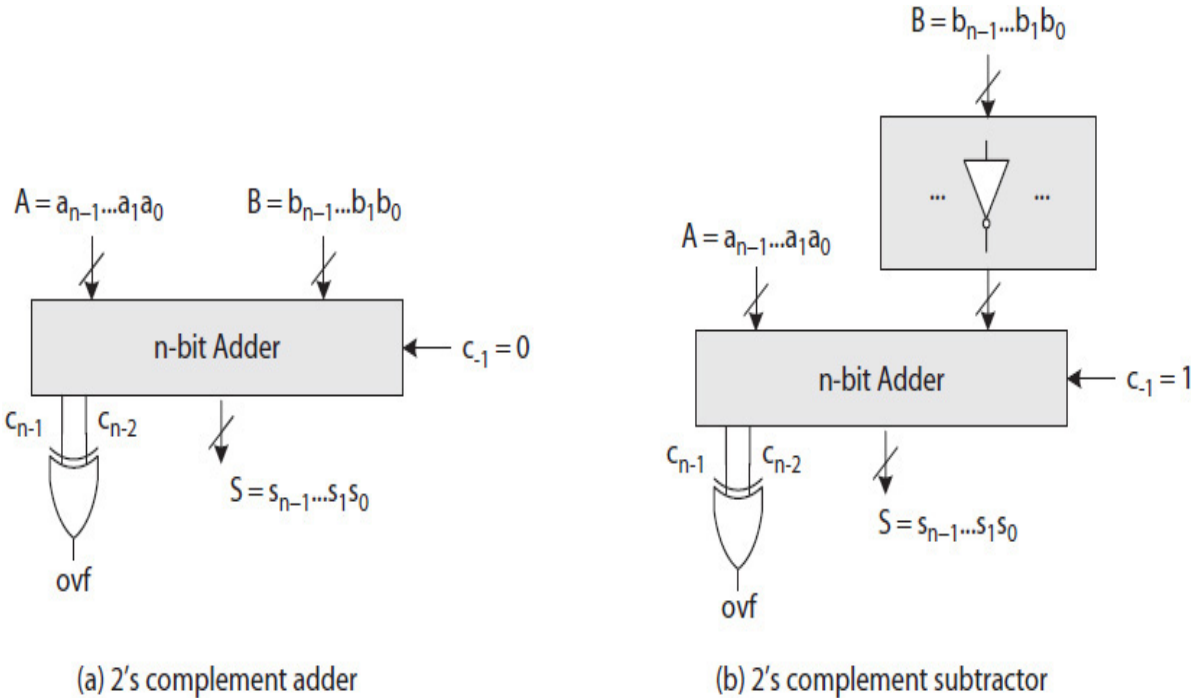 A = aₙ₋₁...a₁a₀
B = bₙ₋₁...b₁b₀
n-bit Adder
c₋₁ = 0
cₙ₋₁
cₙ₋₂
S = sₙ₋₁...s₁s₀
ovf
(a) 2's complement adder
B = bₙ₋₁...b₁b₀
...
...
A = aₙ₋₁...a₁a₀
n-bit Adder
c₋₁ = 1
cₙ₋₁
cₙ₋₂
S = sₙ₋₁...s₁s₀
ovf
(b) 2's complement subtractor